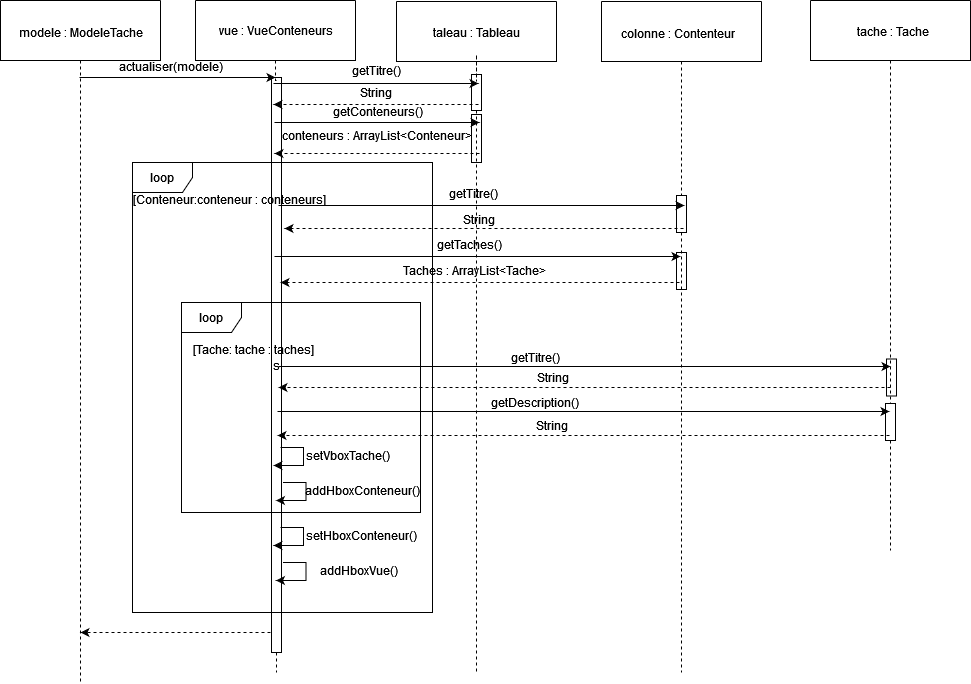 modele : ModeleTache
vue : VueConteneurs
taleau : Tableau
colonne : Contenteur
tache : Tache
actualiser(modele)
getTitre()
String
getConteneurs()
conteneurs : ArrayList<Conteneur>
loop
[Conteneur:conteneur : conteneurs]
getTitre()
String
getTaches()
Taches : ArrayList<Tache>
loop
[Tache: tache : taches]
s
getTitre()
String
getDescription()
String
setVboxTache()
addHboxConteneur()
setHboxConteneur()
addHboxVue()